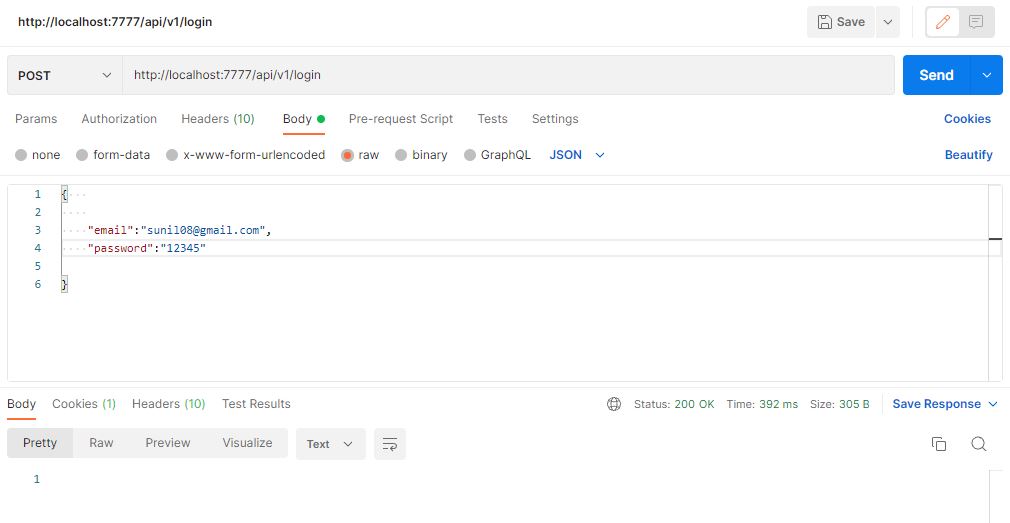 http://localhost:7777/api/v1/login Save
POST http://localhost:7777/api/v1/login Send
Params Authorization Headers (10) Body Pre-request Script Tests Settings Cookies
none form-data x-www-form-urlencoded raw binary GraphQL JSON Beautify
1 {
2
3 "email":"sunil08@gmail.com",
4 "password":"12345"
5
6 }
Body Cookies (1) Headers (10) Test Results Status: 200 OK Time: 392 ms Size: 305 B Save Response
Pretty Raw Preview Visualize Text
1